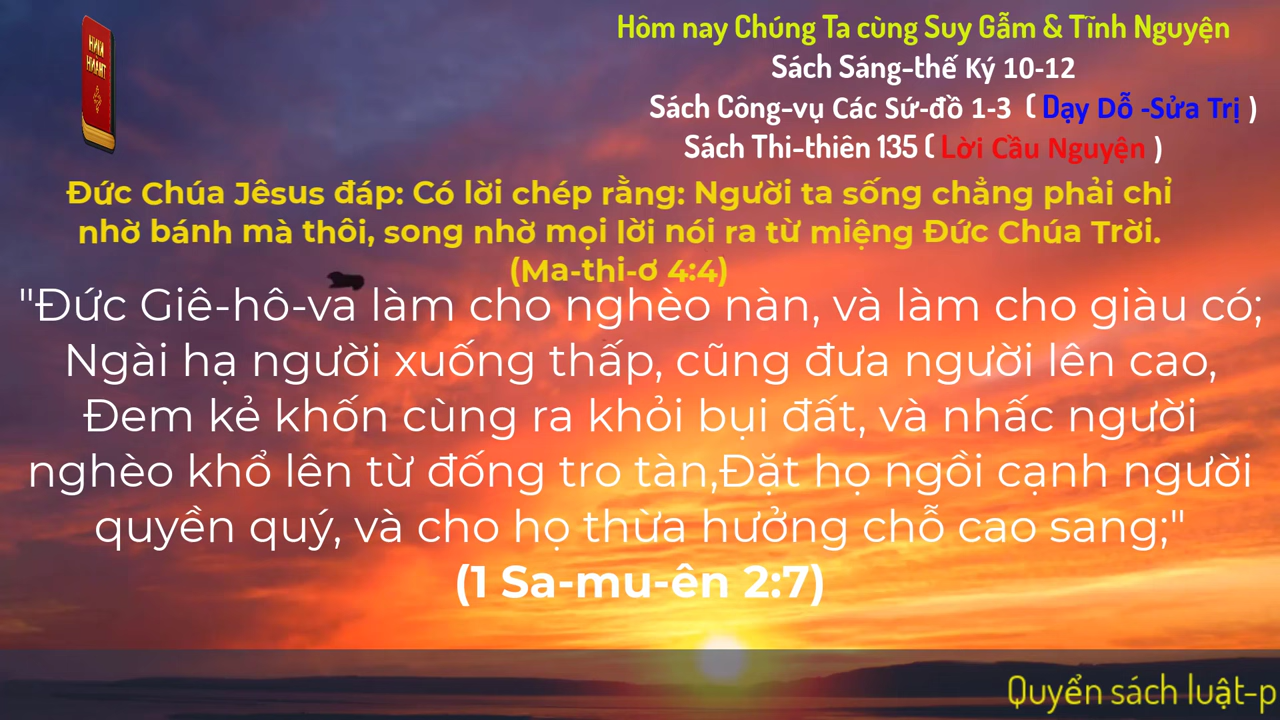 Hôm nay Chúng Ta cùng Suy Gẫm & Tĩnh Nguyện
Sách Sáng-thế Ký 10-12
Sách Công-vụ Các Sứ-đồ 1-3 ( Dạy Dỗ -Sửa Trị )
Sách Thi-thiên 135 ( Lời Cầu Nguyện )
KINH
THÁNH
Đức Chúa Jêsus đáp: Có lời chép rằng: Người ta sống chẳng phải chỉ
nhờ bánh mà thôi, song nhờ mọi lời nói ra từ miệng Đức Chúa Trời.
(Ma-thi-ơ 4:4)
"Đức Giê-hô-va làm cho nghèo nàn, và làm cho giàu có;
Ngài hạ người xuống thấp, cũng đưa người lên cao,
Đem kẻ khốn cùng ra khỏi bụi đất, và nhấc người
nghèo khổ lên từ đống tro tàn,Đặt họ ngồi cạnh người
quyền quý, và cho họ thừa hưởng chỗ cao sang;"
(1 Sa-mu-ên 2:7)
Quyển sách luật-p